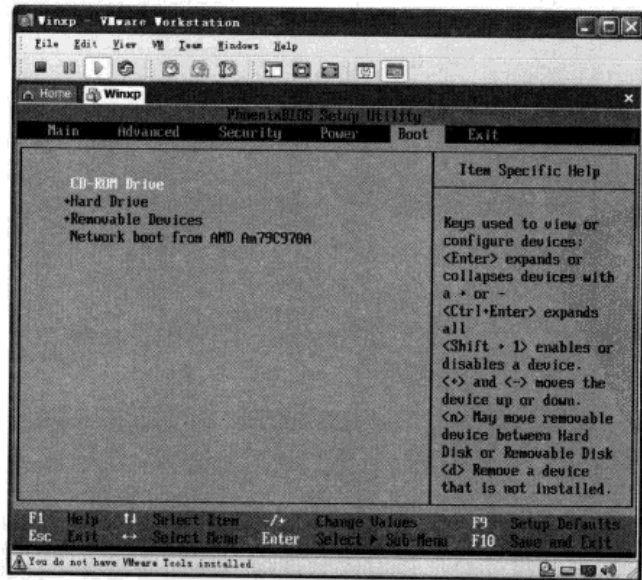 Winxp - VMware Workstation
File Edit View VM Team Windows Help
Home Winxp
PhoenixBIOS Setup Utility
Main Advanced Security Power Boot Exit
CD-ROM Drive
+Hard Drive
+Removable Devices
Network boot from AMD Am79C970A
Item Specific Help
Keys used to view or
configure devices:
<Enter> expands or
collapses devices with
a + or -
<Ctrl+Enter> expands
all
<Shift + 1> enables or
disables a device.
<+> and <-> moves the
device up or down.
<n> May move removable
device between Hard
Disk or Removable Disk
<d> Remove a device
that is not installed.
F1 Help ↑↓ Select Item -/+ Change Values F9 Setup Defaults
Esc Exit ↔ Select Menu Enter Select ▶ Sub-Menu F10 Save and Exit
You do not have VMware Tools installed.